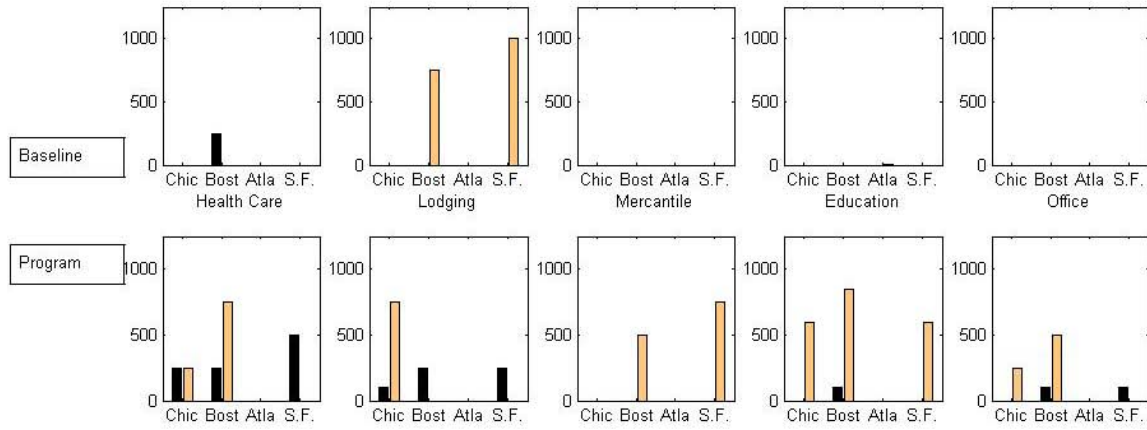 1000 1000 1000 1000 1000
500 500 500 500 500
Baseline
0 0 0 0 0
Chic Bost Atla S.F. Chic Bost Atla S.F. Chic Bost Atla S.F. Chic Bost Atla S.F. Chic Bost Atla S.F.
Health Care Lodging Mercantile Education Office
Program
1000 1000 1000 1000 1000
500 500 500 500 500
0 0 0 0 0
Chic Bost Atla S.F. Chic Bost Atla S.F. Chic Bost Atla S.F. Chic Bost Atla S.F. Chic Bost Atla S.F.